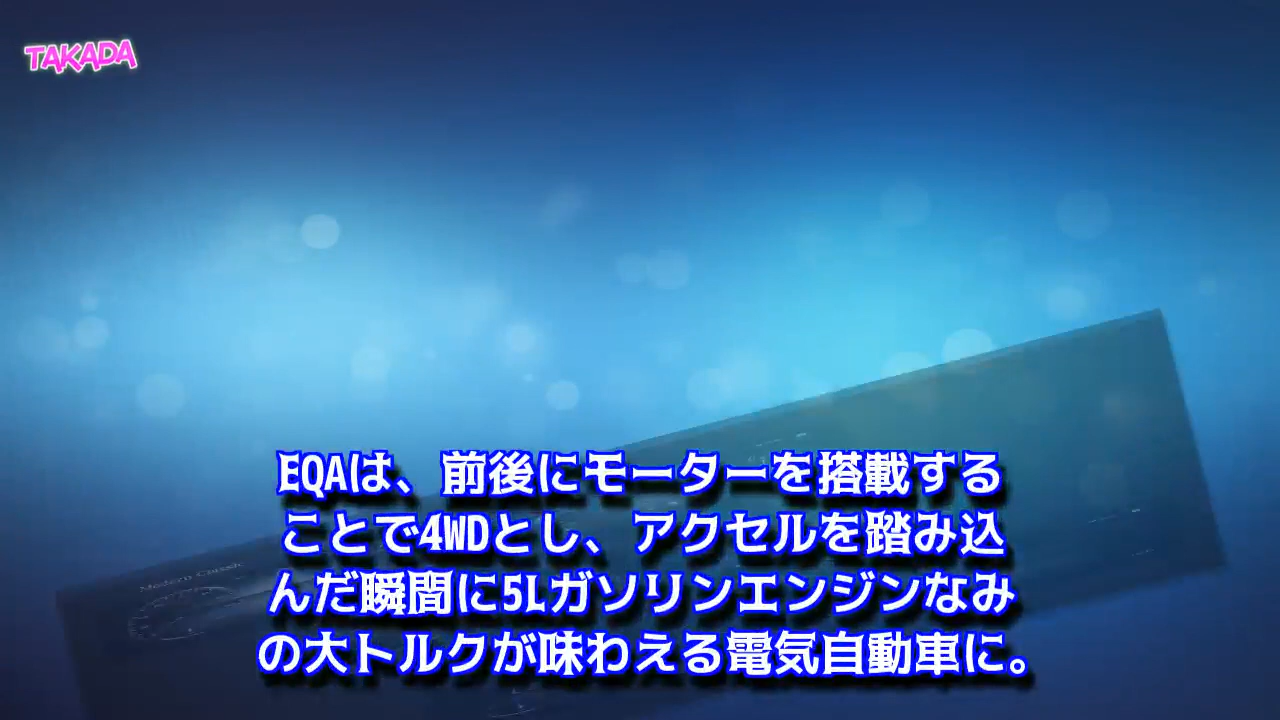 TAKADA
EQAは、前後にモーターを搭載する
ことで4WDとし、アクセルを踏み込
んだ瞬間に5Lガソリンエンジンなみ
の大トルクが味わえる電気自動車に。
Modern Classic